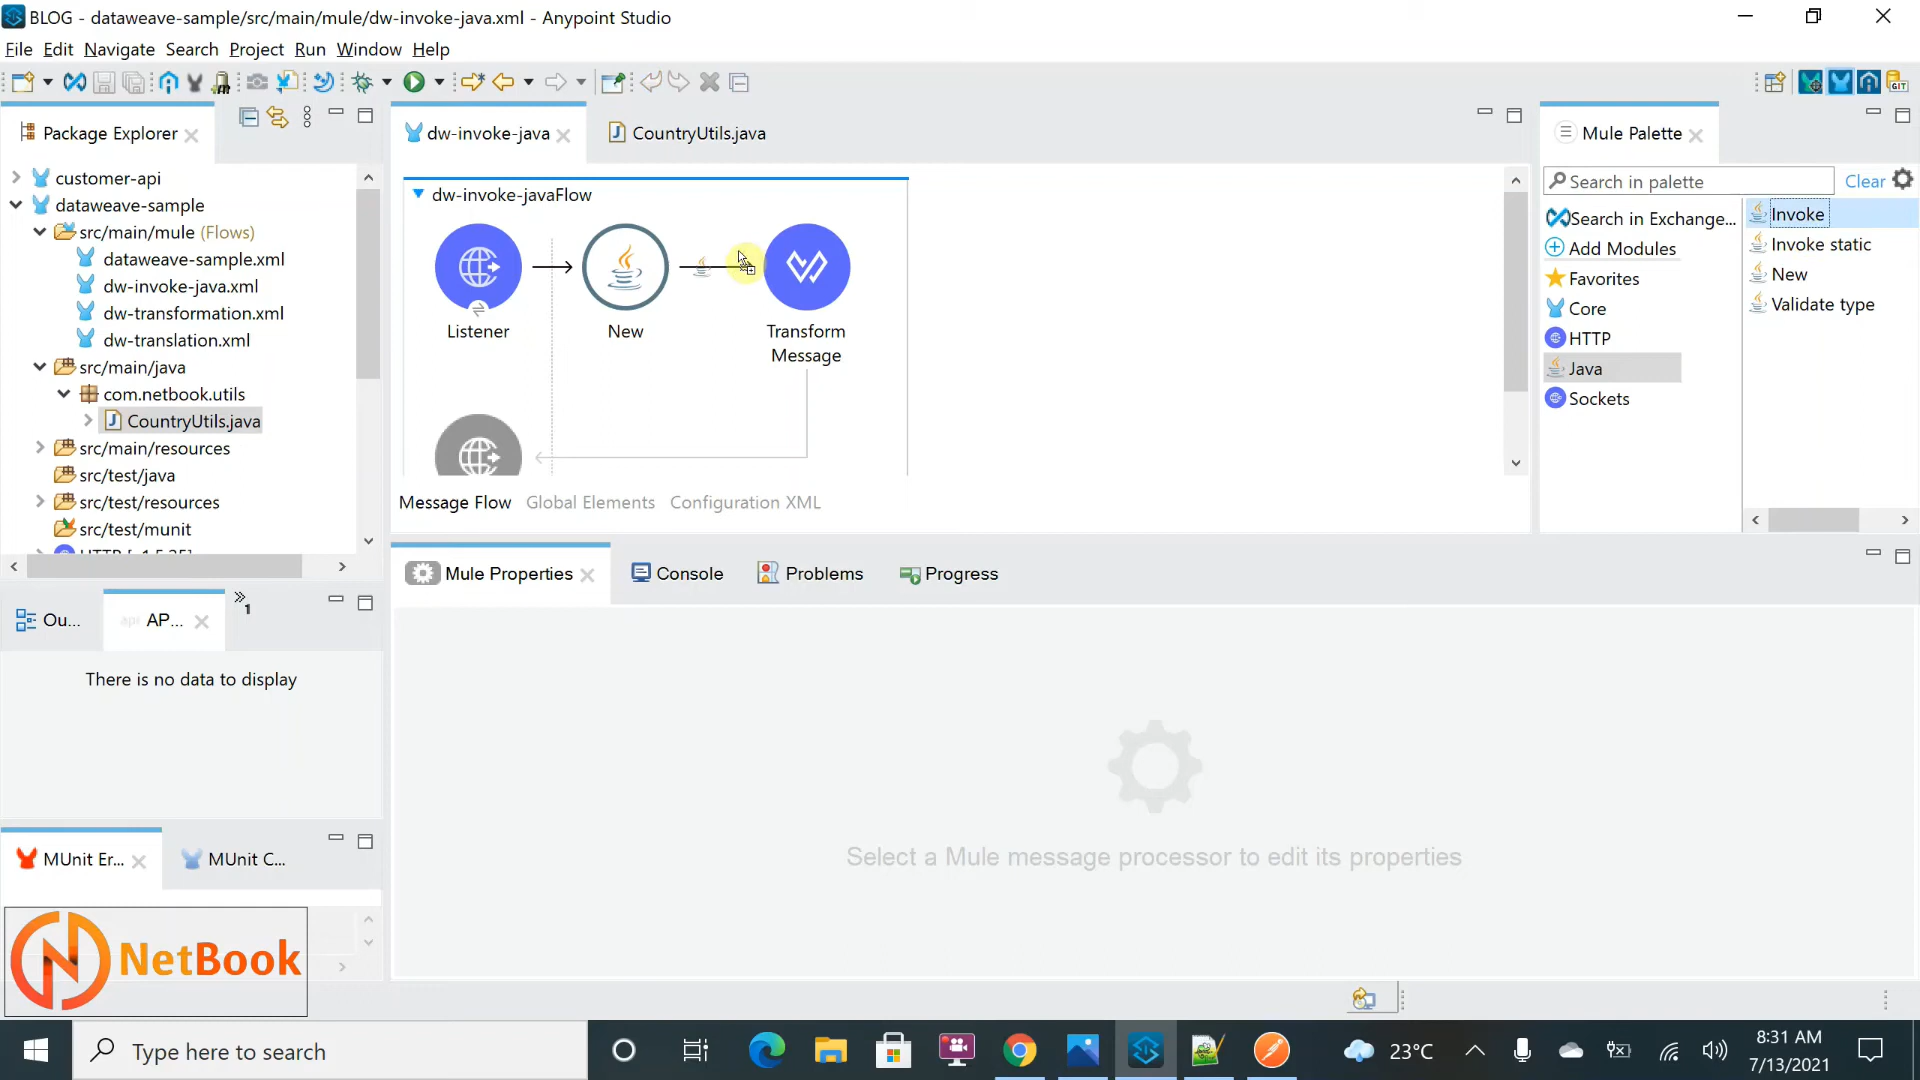 BLOG - dataweave-sample/src/main/mule/dw-invoke-java.xml - Anypoint Studio
File Edit Navigate Search Project Run Window Help
GIT
Package Explorer
customer-api
dataweave-sample
src/main/mule (Flows)
dataweave-sample.xml
dw-invoke-java.xml
dw-transformation.xml
dw-translation.xml
src/main/java
com.netbook.utils
CountryUtils.java
src/main/resources
src/test/java
src/test/resources
src/test/munit
dw-invoke-java
CountryUtils.java
dw-invoke-javaFlow
Listener
New
Transform
Message
Message Flow Global Elements Configuration XML
Mule Palette
Search in palette
Clear
Search in Exchange...
Add Modules
Favorites
Core
HTTP
Java
Sockets
Invoke
Invoke static
New
Validate type
Ou...
api AP...
1
There is no data to display
Mule Properties
Console
Problems
Progress
Select a Mule message processor to edit its properties
MUnit Er...
MUnit C...
NetBook
Type here to search
23°C
8:31 AM
7/13/2021